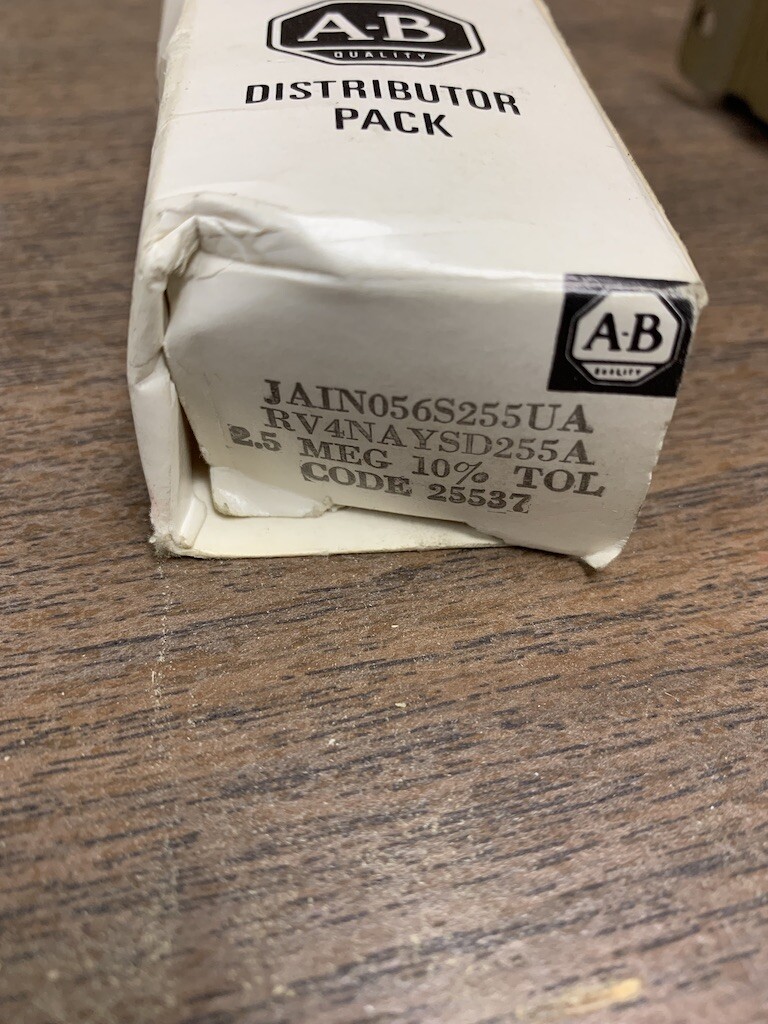 A-B
QUALITY
DISTRIBUTOR
PACK
A-B
QUALITY
JAIN056S255UA
RV4NAYSD255A
2.5 MEG 10% TOL
CODE 25537